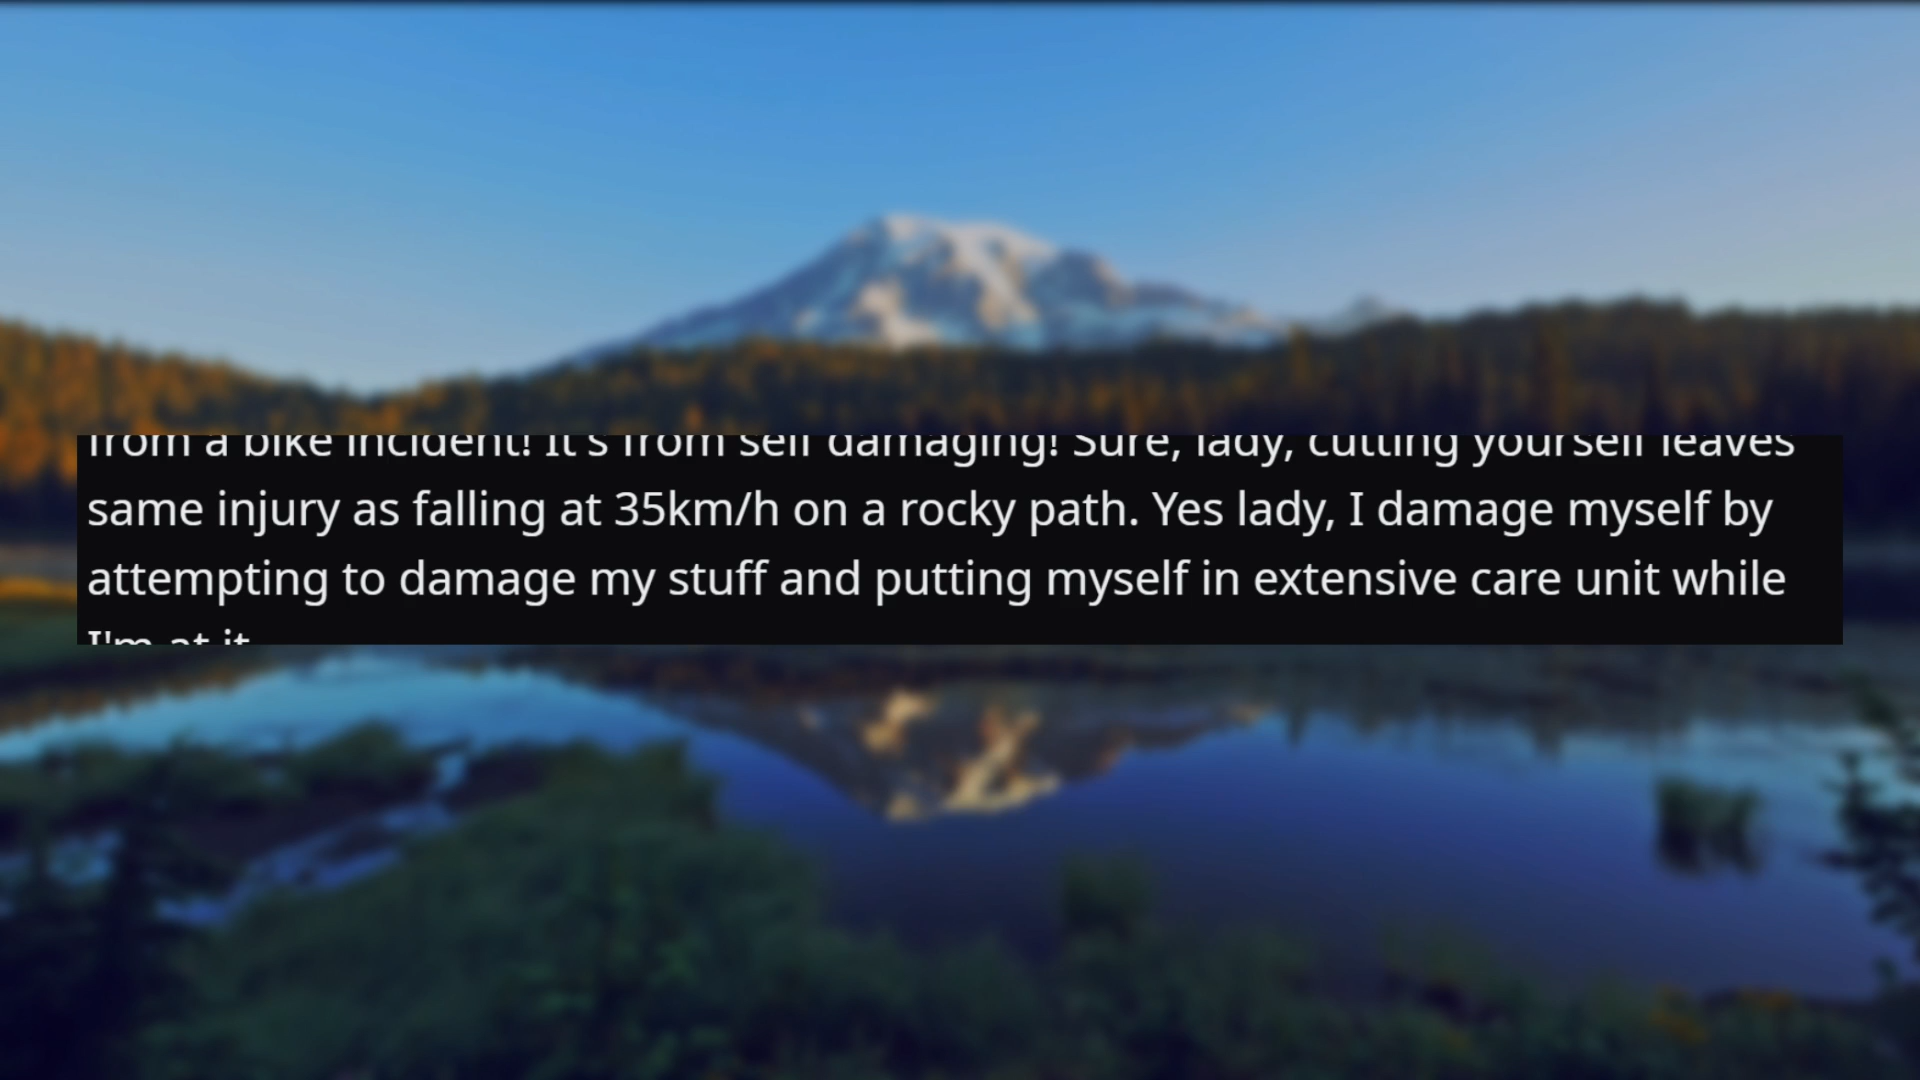 from a bike incident! It's from self damaging! Sure, lady, cutting yourself leaves
same injury as falling at 35km/h on a rocky path. Yes lady, I damage myself by
attempting to damage my stuff and putting myself in extensive care unit while
I'm at it